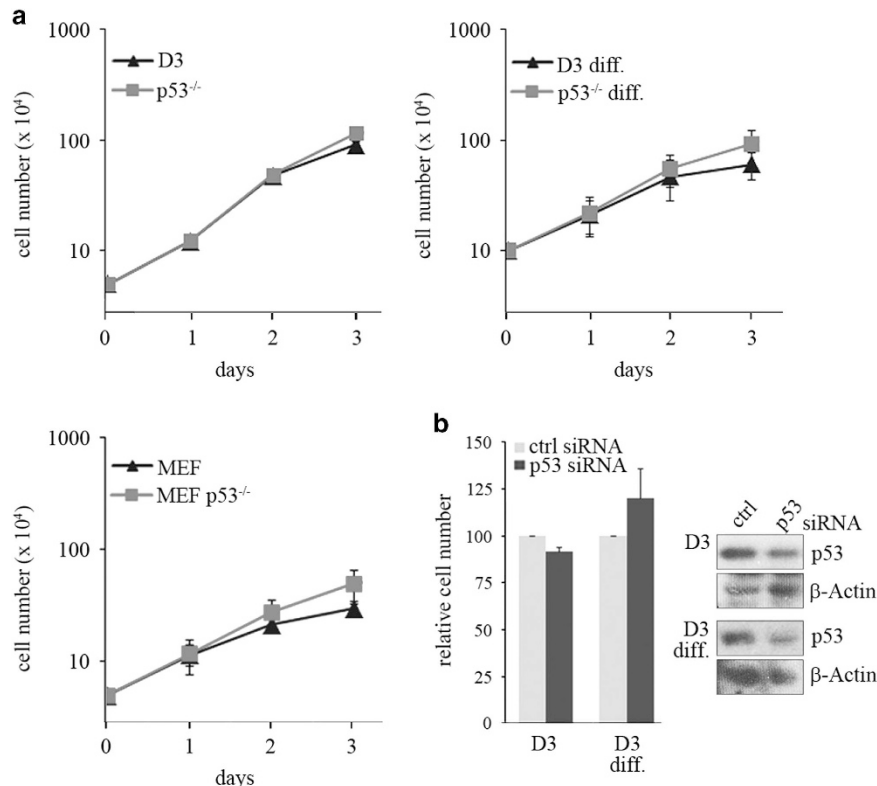 a
1000
100
10
cell number (x 10⁴)
D3
p53⁻/⁻
0 1 2 3
days
1000
100
10
cell number (x 10⁴)
D3 diff.
p53⁻/⁻ diff.
0 1 2 3
days
1000
100
10
cell number (x 10⁴)
MEF
MEF p53⁻/⁻
0 1 2 3
days
b
150
125
100
75
50
25
0
relative cell number
ctrl siRNA
p53 siRNA
D3 D3
diff.
ctrl p53 siRNA
D3 p53
β-Actin
D3 p53
diff.
β-Actin